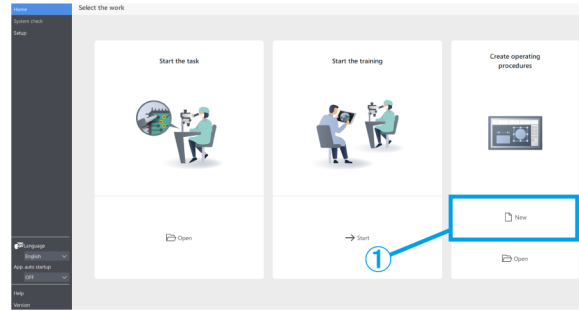 Home
Select the work
System check
Setup
Start the task
Start the training
Create operating
procedures
New
Open
Start
Open
①
Language
English
App auto startup
OFF
Help
Version